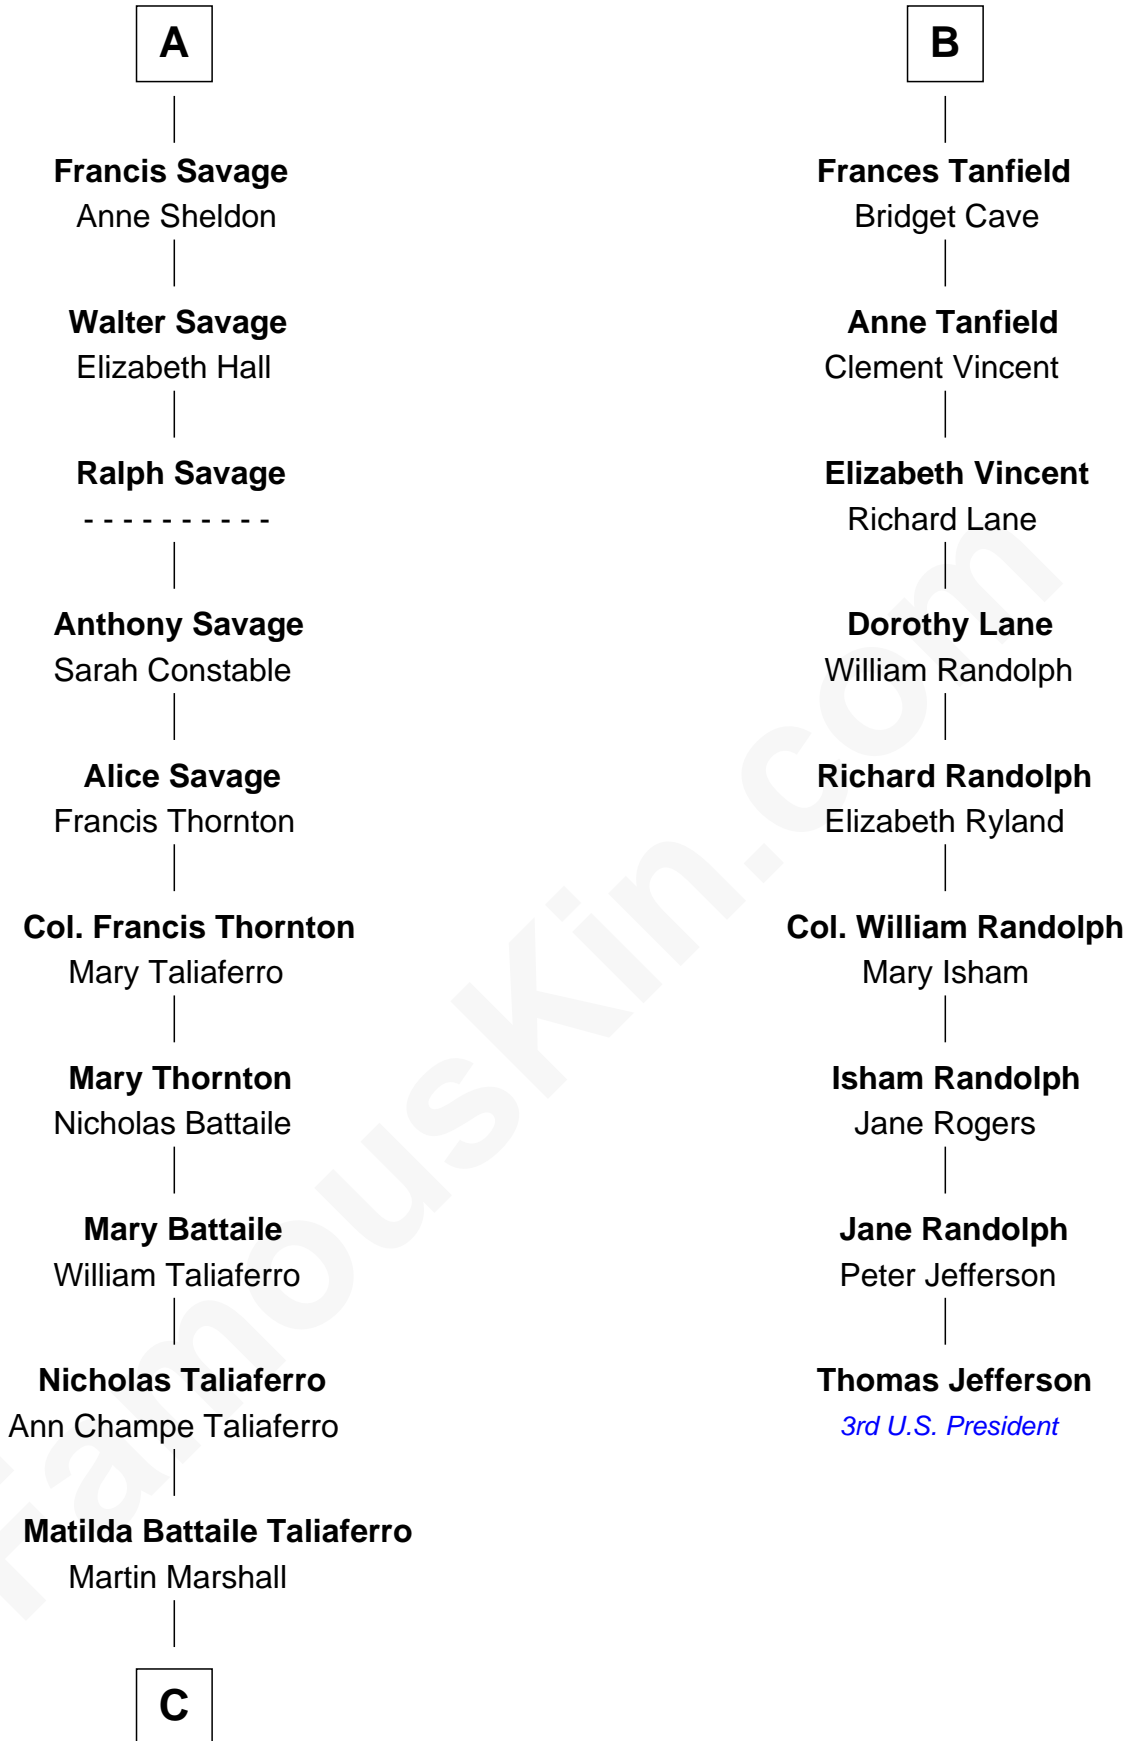 A
Francis Savage
Anne Sheldon
Walter Savage
Elizabeth Hall
Ralph Savage
- - - - - - - - - -
Anthony Savage
Sarah Constable
Alice Savage
Francis Thornton
Col. Francis Thornton
Mary Taliaferro
Mary Thornton
Nicholas Battaile
Mary Battaile
William Taliaferro
Nicholas Taliaferro
Ann Champe Taliaferro
Matilda Battaile Taliaferro
Martin Marshall
C
B
Frances Tanfield
Bridget Cave
Anne Tanfield
Clement Vincent
Elizabeth Vincent
Richard Lane
Dorothy Lane
William Randolph
Richard Randolph
Elizabeth Ryland
Col. William Randolph
Mary Isham
Isham Randolph
Jane Rogers
Jane Randolph
Peter Jefferson
Thomas Jefferson
3rd U.S. President
FamousKin.com